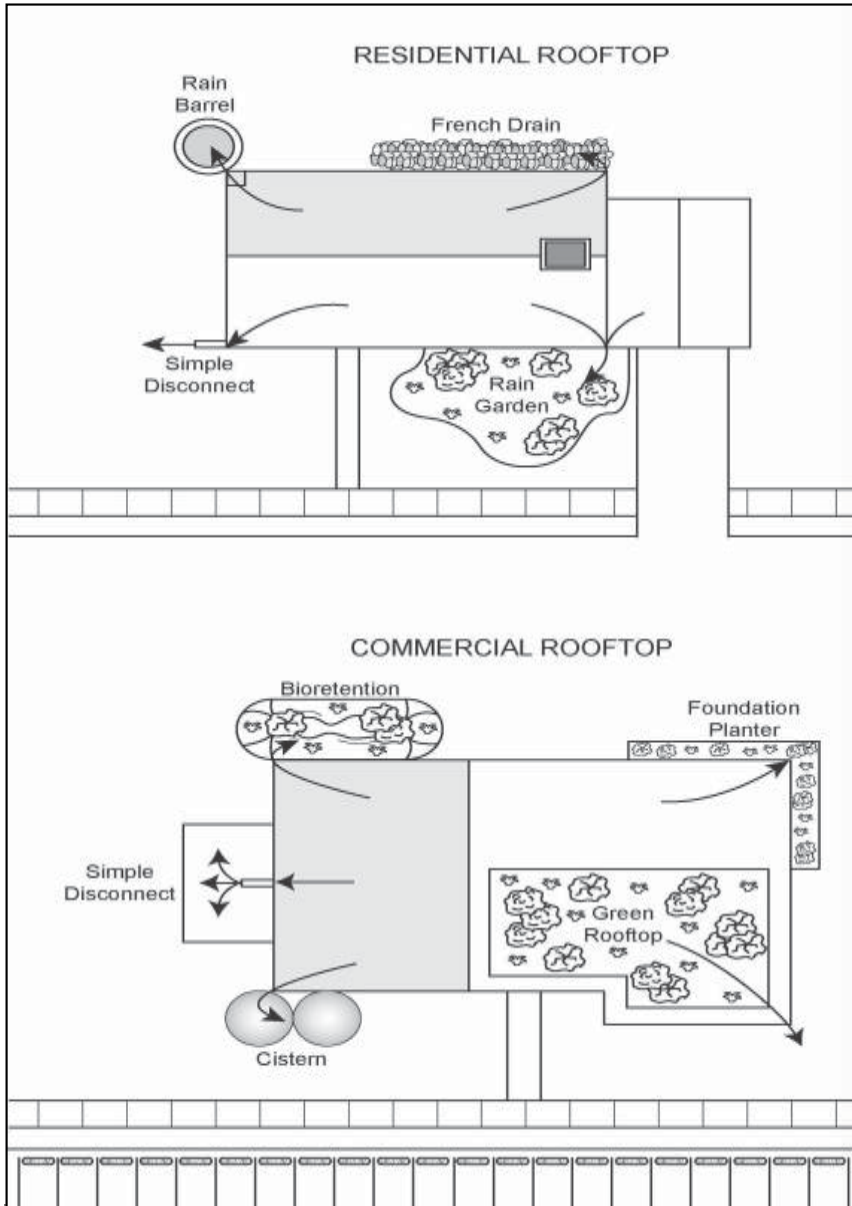 RESIDENTIAL ROOFTOP
Rain
Barrel
French Drain
Simple
Disconnect
Rain
Garden
COMMERCIAL ROOFTOP
Bioretention
Foundation
Planter
Simple
Disconnect
Green
Rooftop
Cistern